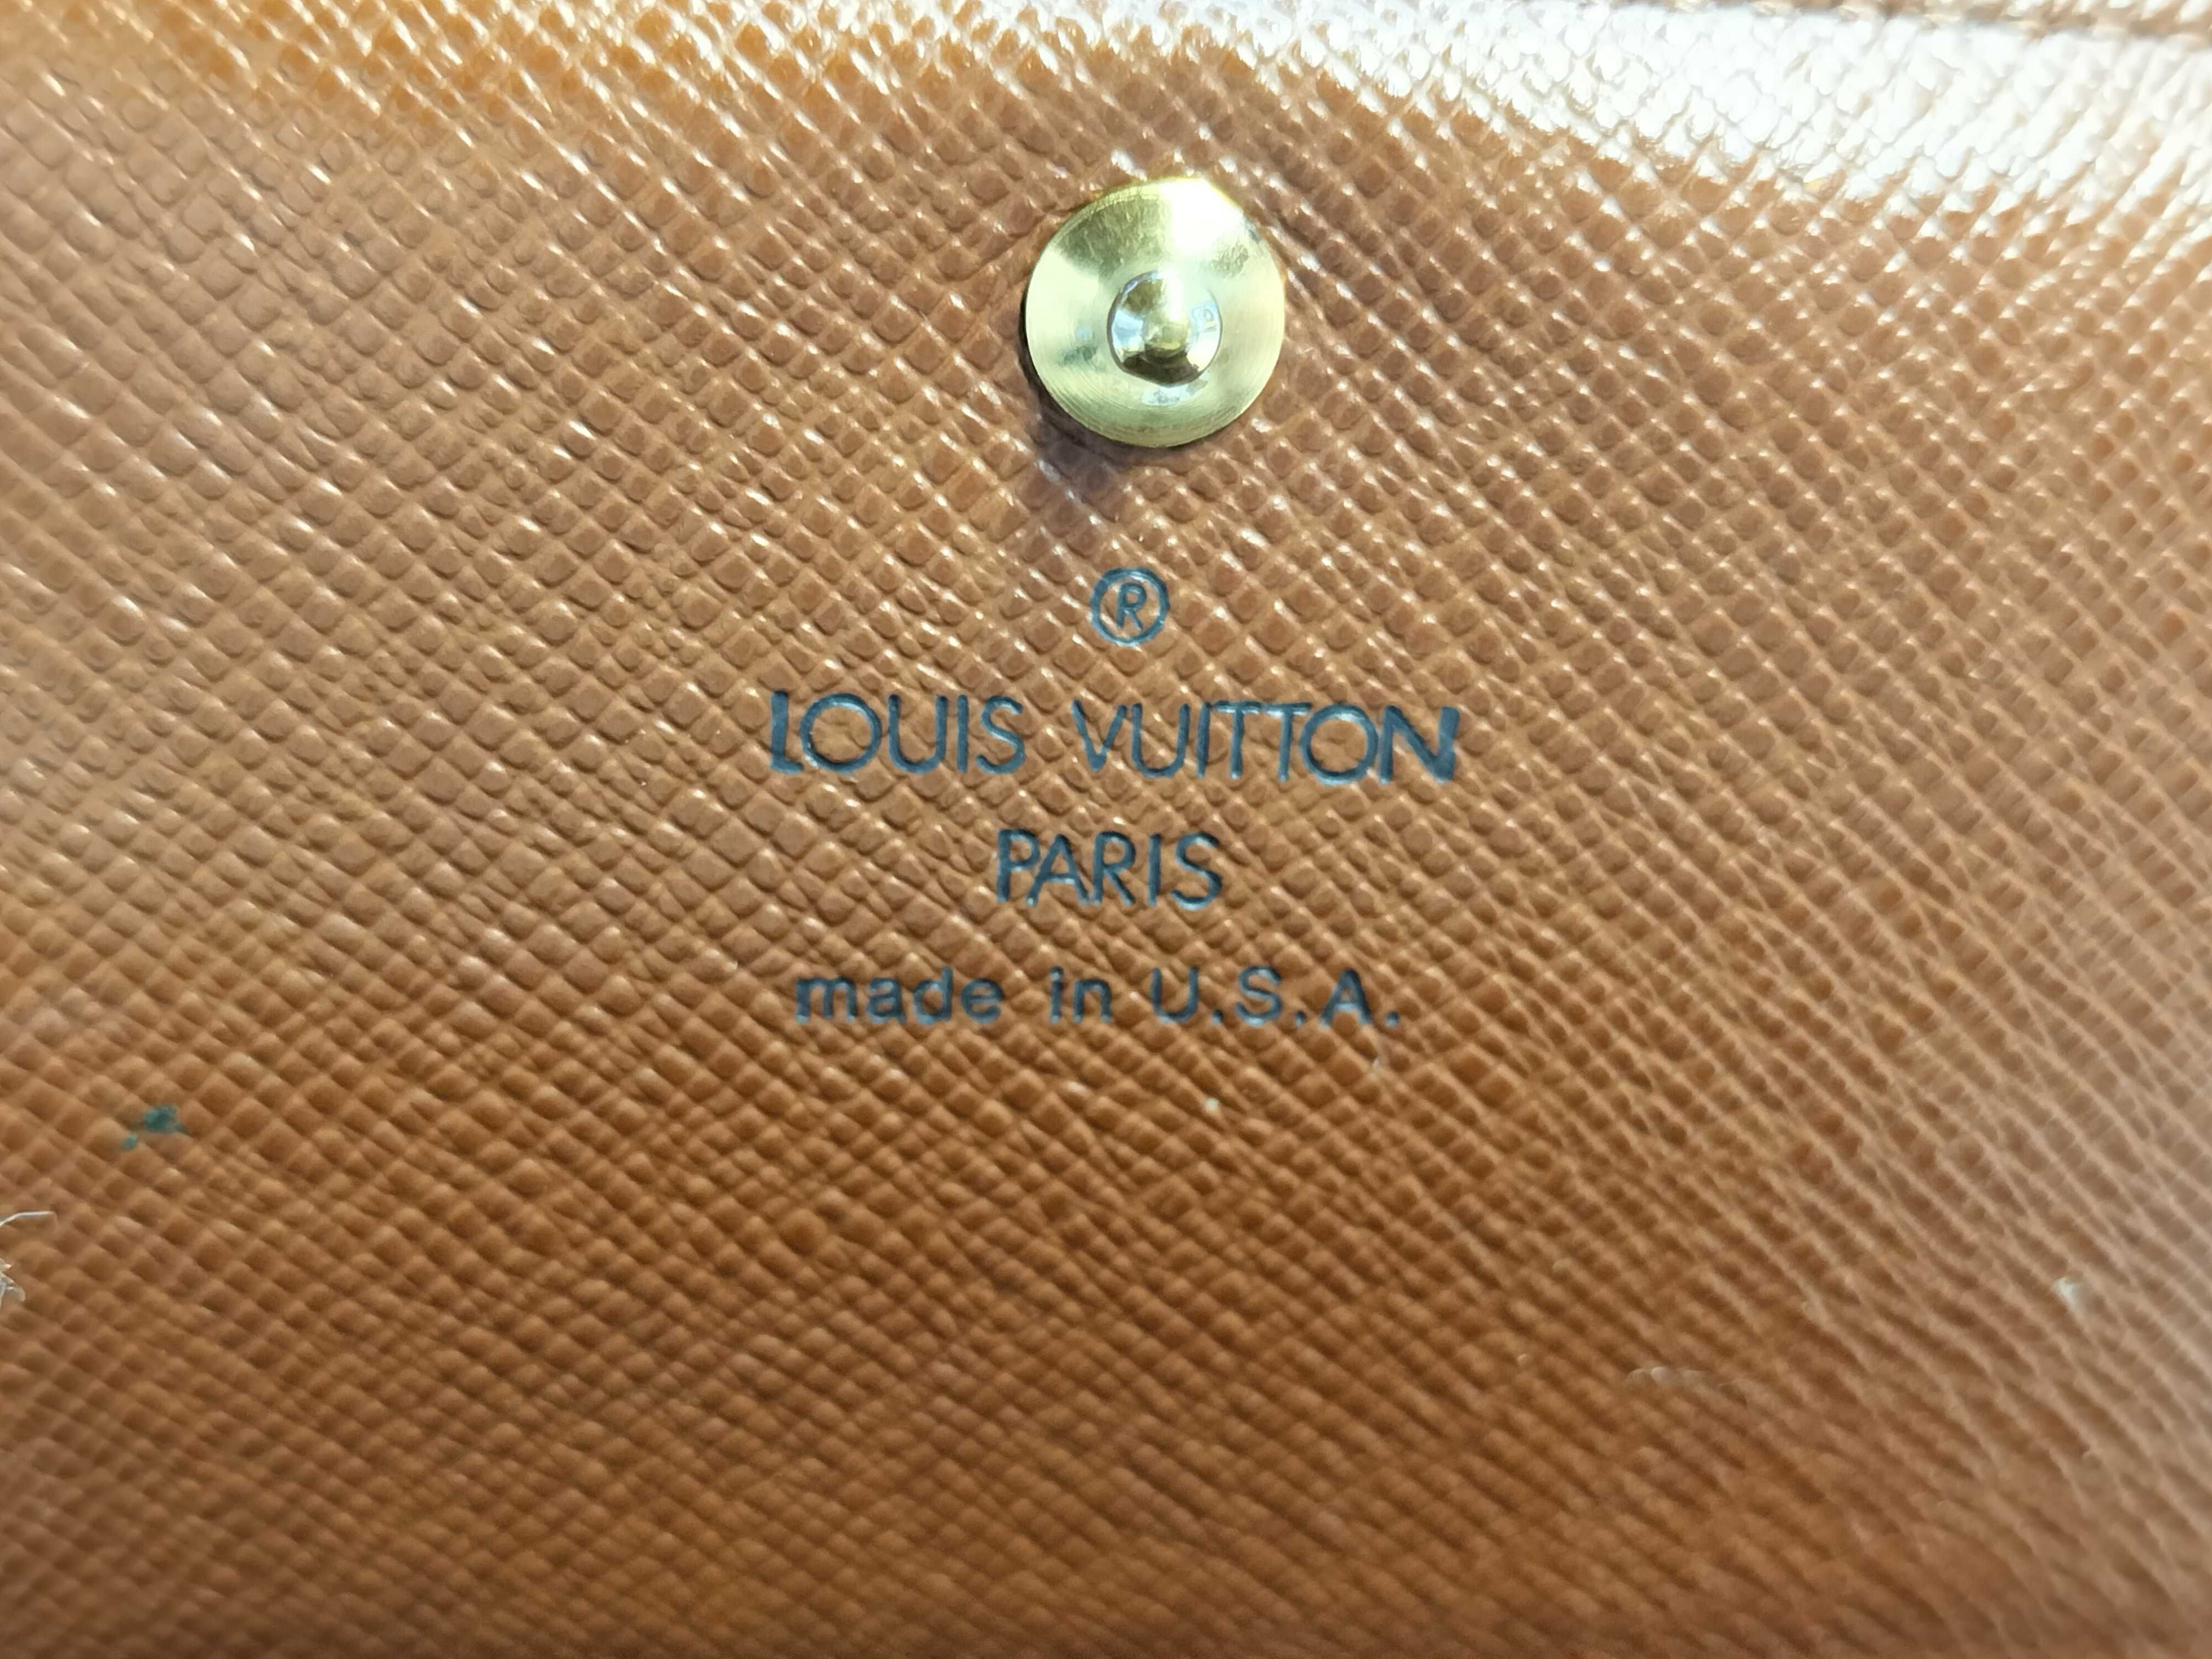 ®
LOUIS VUITTON
PARIS
made in U.S.A.